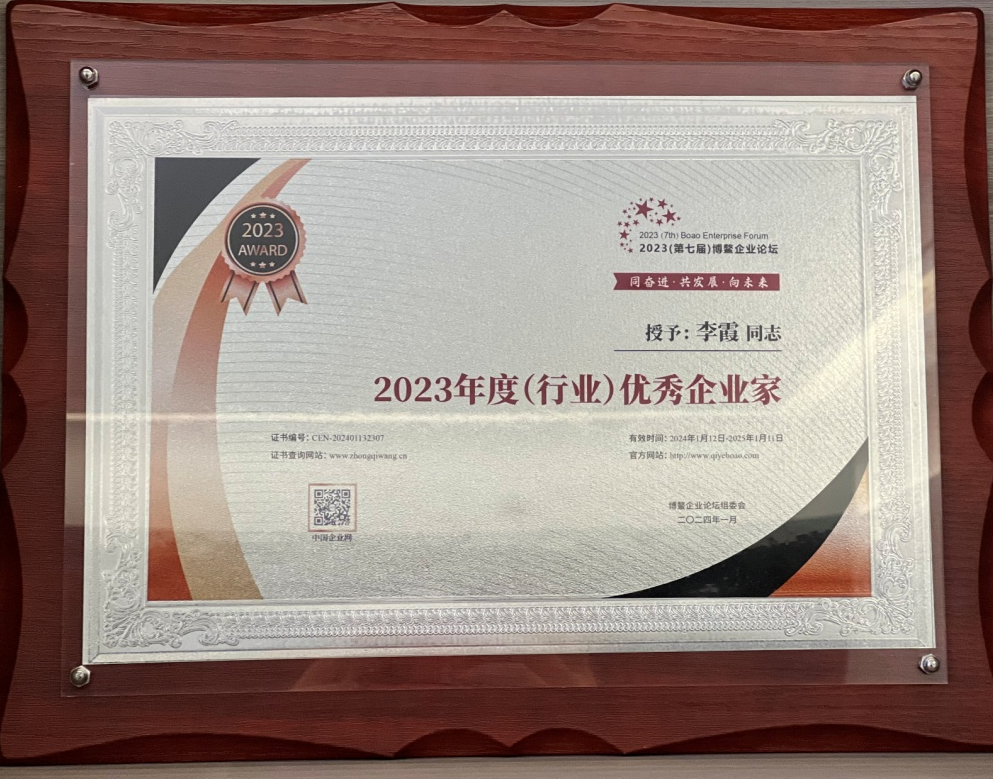 2023
AWARD
2023 (7th) Boao Enterprise Forum
2023(第七届)博鳌企业论坛
同奋进·共发展·向未来
授予: 李霞 同志
2023年度(行业)优秀企业家
证书编号: CEN-202401132307
证书查询网站: www.zhongqiwang.cn
有效时间: 2024年1月12日-2025年1月11日
官方网站: http://www.qiyeboao.com
中国企业网
博鳌企业论坛组委会
二〇二四年一月